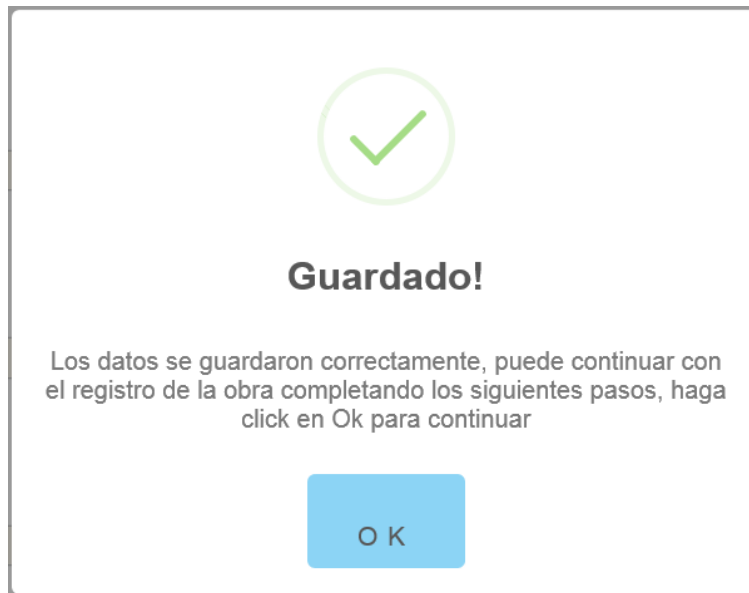 Guardado!
Los datos se guardaron correctamente, puede continuar con
el registro de la obra completando los siguientes pasos, haga
click en Ok para continuar
O K